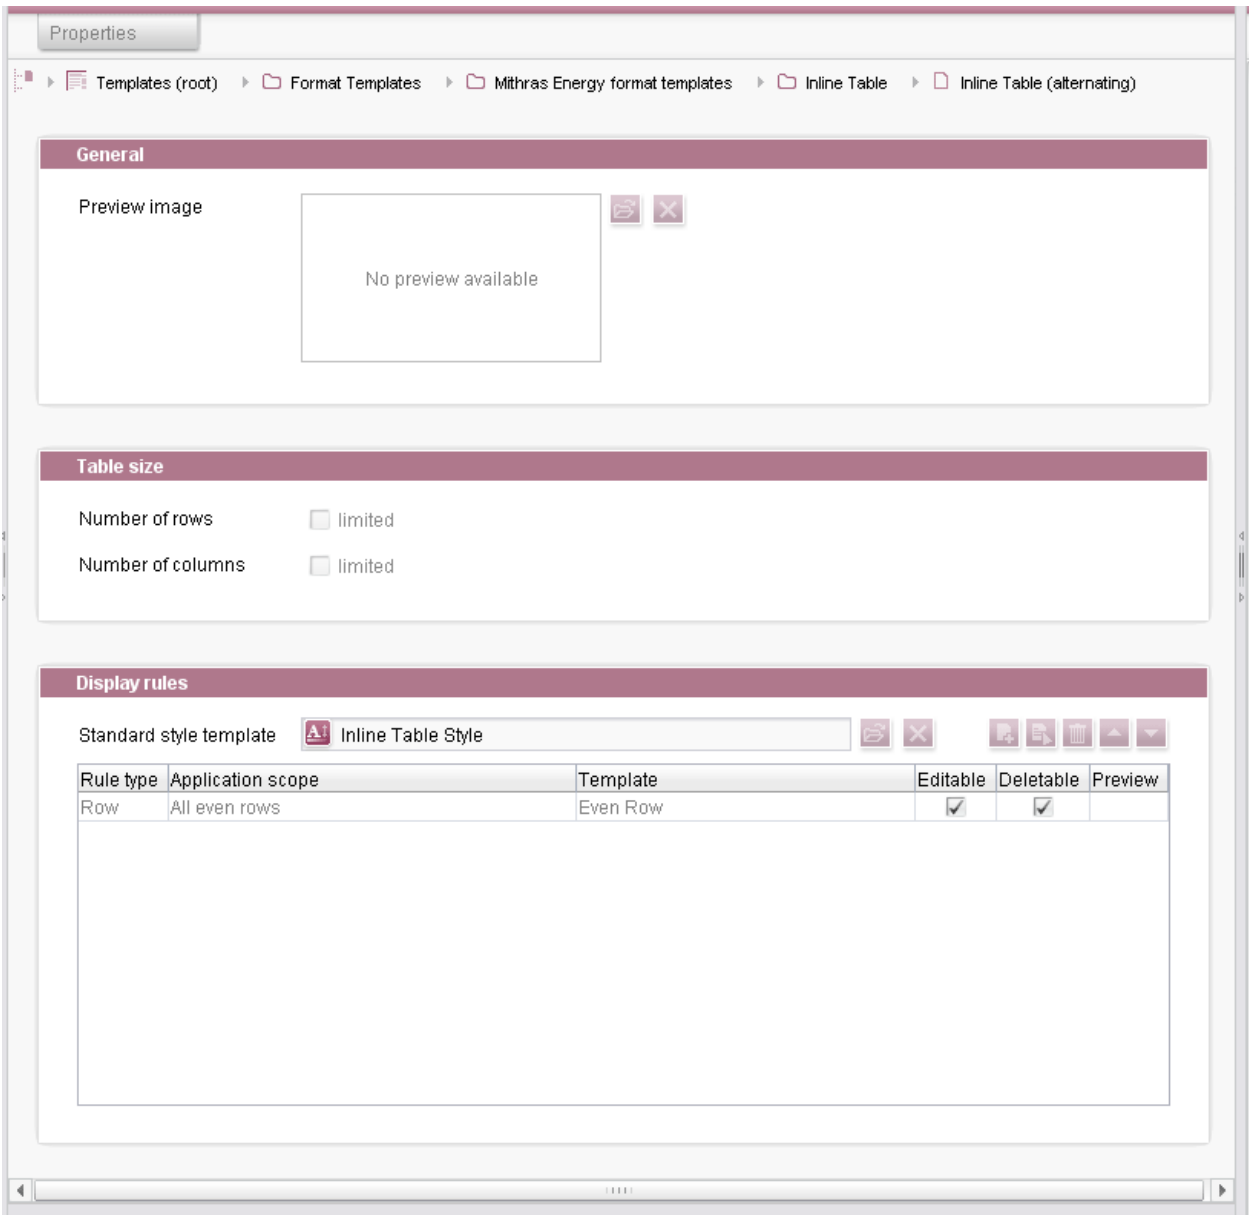 Properties
Templates (root) Format Templates Mithras Energy format templates Inline Table Inline Table (alternating)
General
Preview image
No preview available
Table size
Number of rows limited
Number of columns limited
Display rules
Standard style template Inline Table Style
Rule type Application scope Template Editable Deletable Preview
Row All even rows Even Row